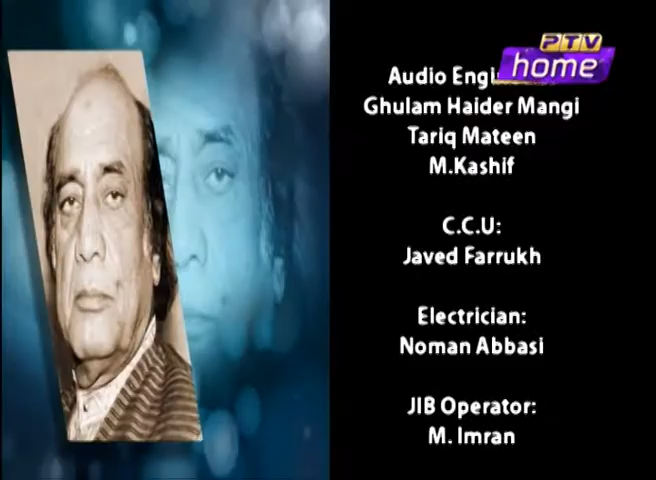 PTV
home
Audio Engi
Ghulam Haider Mangi
Tariq Mateen
M.Kashif
C.C.U:
Javed Farrukh
Electrician:
Noman Abbasi
JIB Operator:
M. Imran